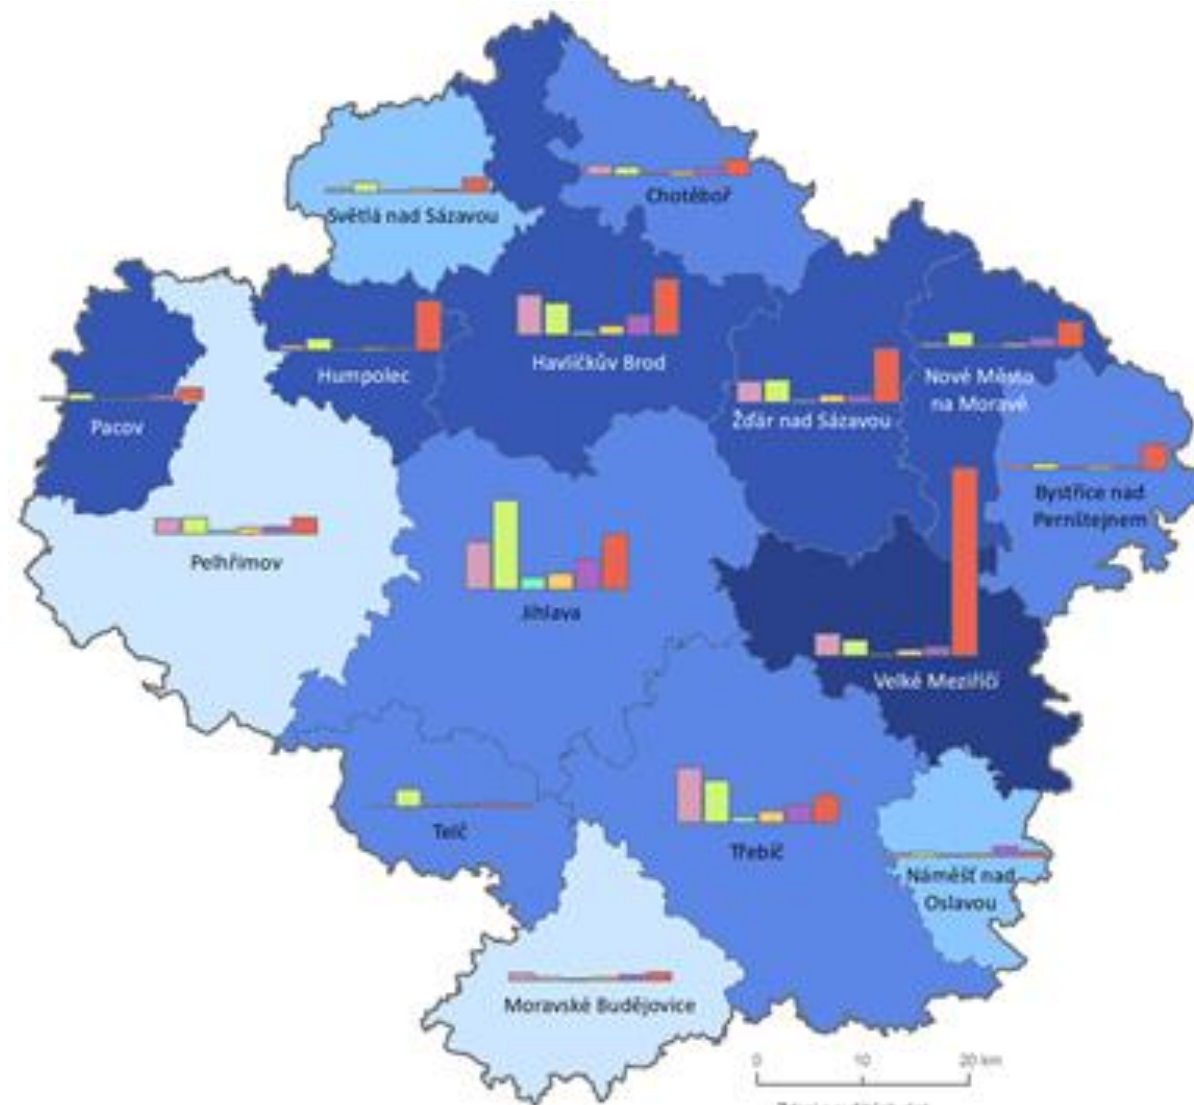 Chotěboř
Světlá nad Sázavou
Havlíčkův Brod
Humpolec
Nové Město
na Moravě
Žďár nad Sázavou
Pacov
Bystřice nad
Pernštejnem
Pelhřimov
Jihlava
Velké Meziříčí
Telč
Třebíč
Náměšť nad
Oslavou
Moravské Budějovice
0 10 20 km